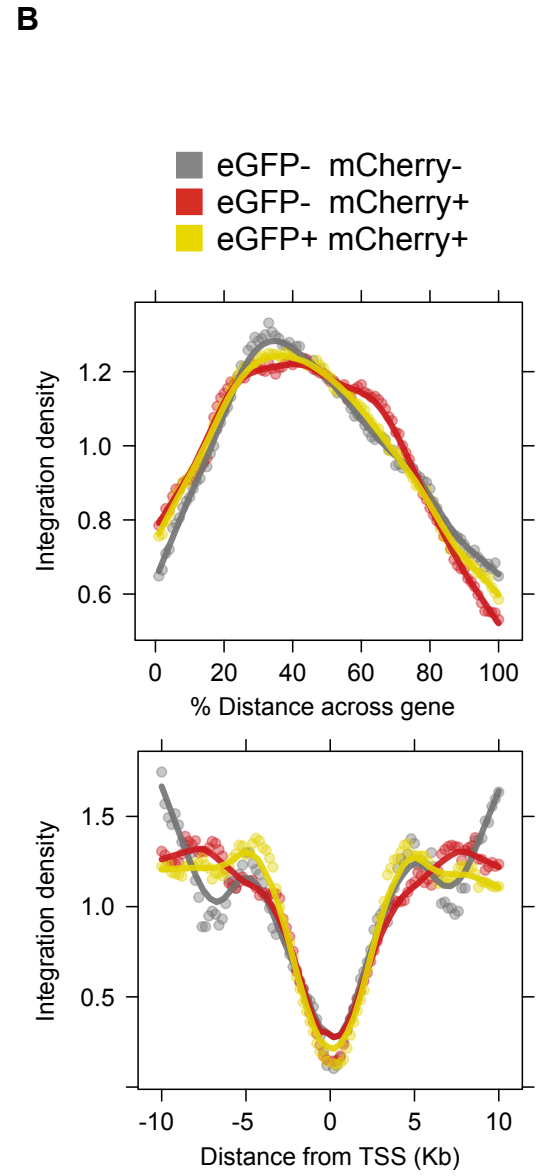 B
eGFP- mCherry-
eGFP- mCherry+
eGFP+ mCherry+
Integration density
1.2
1.0
0.8
0.6
0 20 40 60 80 100
% Distance across gene
Integration density
1.5
1.0
0.5
-10 -5 0 5 10
Distance from TSS (Kb)